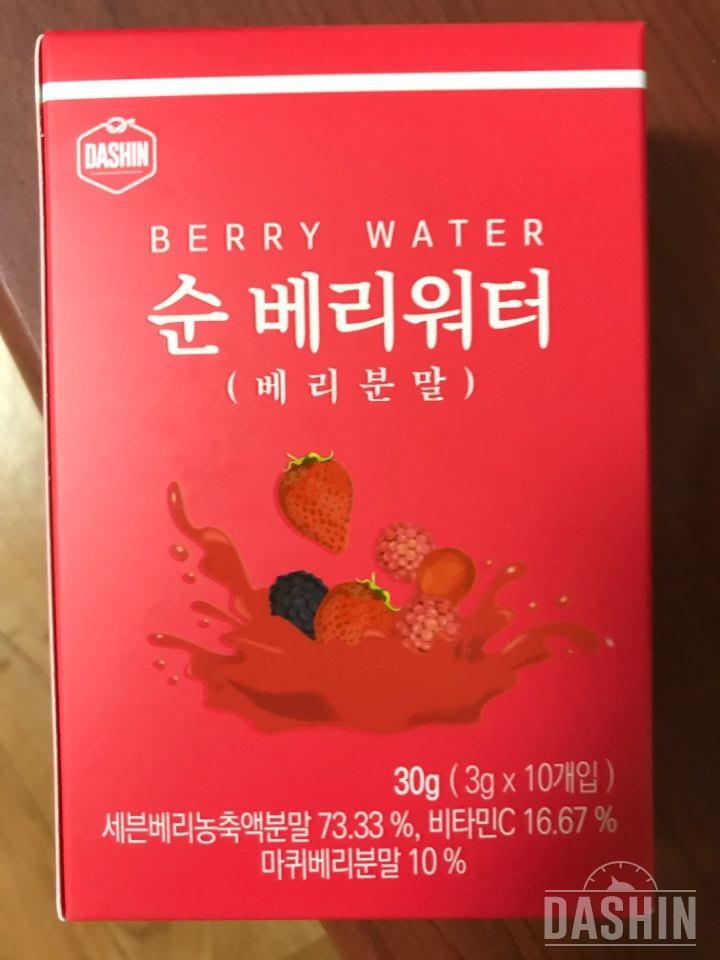 DASHIN
BERRY WATER
순 베리워터
(베리분말)
30g ( 3g x 10개입 )
세븐베리농축액분말 73.33 %, 비타민C 16.67 %
마퀴베리분말 10 %
DASHIN